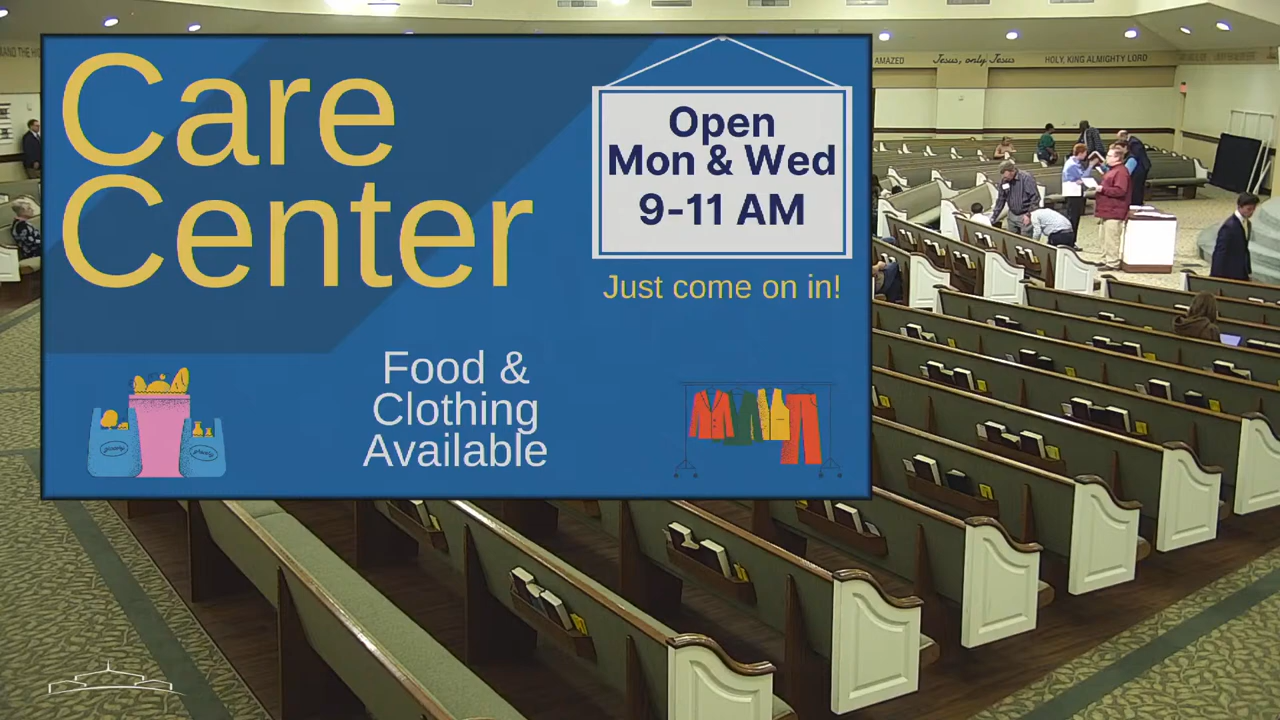 Care
Center
Open
Mon & Wed
9-11 AM
Just come on in!
Food &
Clothing
Available
AMAZED
Jesus, only Jesus
HOLY, KING ALMIGHTY LORD